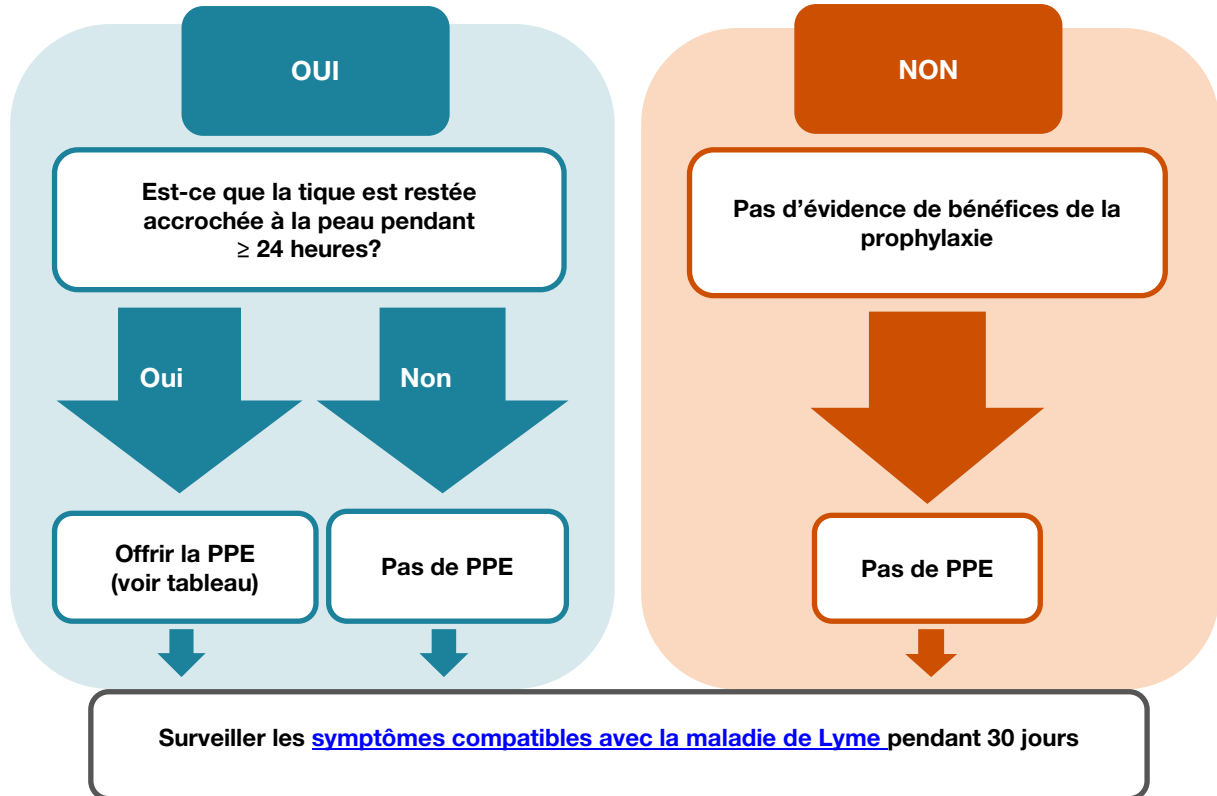 OUI
Est-ce que la tique est restée
accrochée à la peau pendant
≥ 24 heures?
Oui
Non
Offrir la PPE
(voir tableau)
Pas de PPE
NON
Pas d’évidence de bénéfices de la
prophylaxie
Pas de PPE
Surveiller les symptômes compatibles avec la maladie de Lyme pendant 30 jours